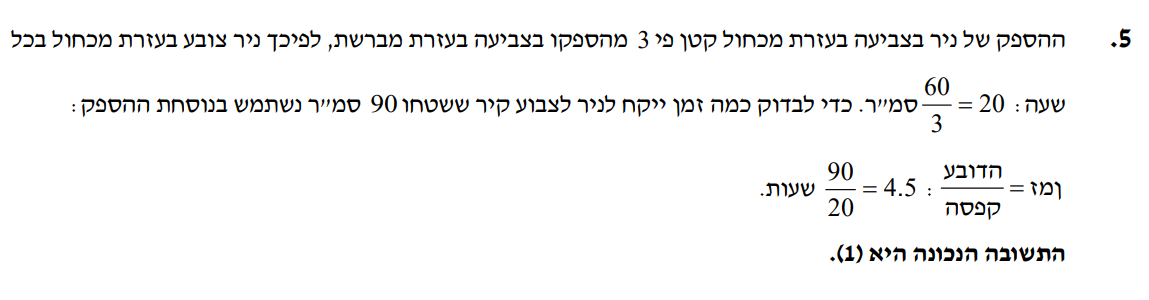 5. ההספק של ניר בצביעה בעזרת מכחול קטן פי 3 מהספקו בצביעה בעזרת מברשת, לפיכך ניר צובע בעזרת מכחול בכל
שעה: 60/3 = 20 סמ״ר. כדי לבדוק כמה זמן ייקח לניר לצבוע קיר ששטחו 90 סמ״ר נשתמש בנוסחת ההספק:
ןמז = הדובע/קפסה : 90/20 = 4.5 שעות.
התשובה הנכונה היא (1).